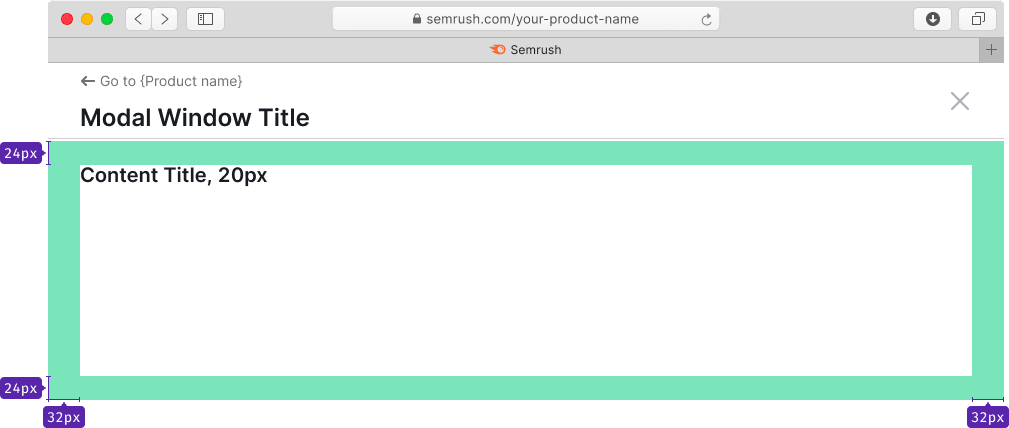 semrush.com/your-product-name
Semrush
Go to {Product name}
Modal Window Title
24px
Content Title, 20px
24px
32px
32px